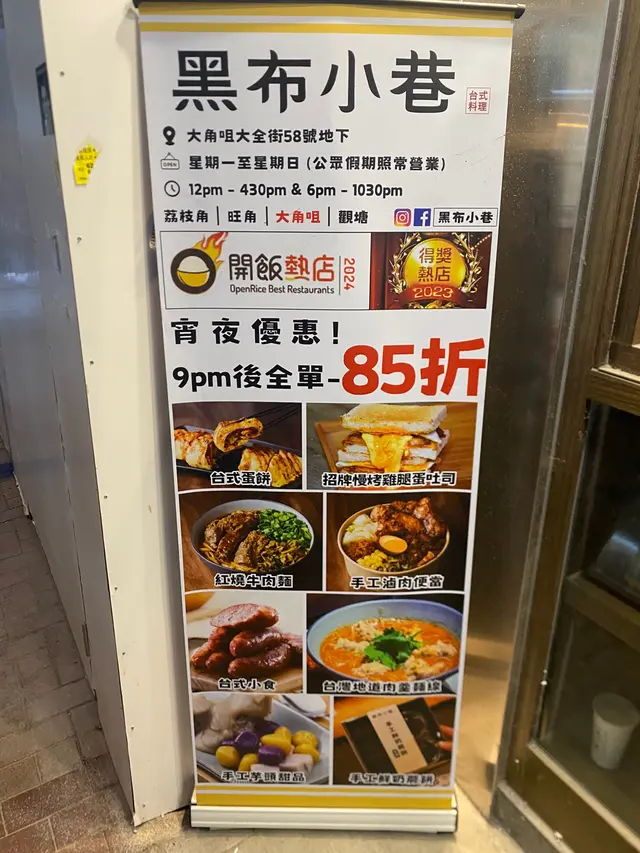 黑布小巷
台式
料理
大角咀大全街58號地下
OPEN
星期一至星期日 (公眾假期照常營業)
12pm - 430pm & 6pm - 1030pm
荔枝角 | 旺角 | 大角咀 | 觀塘
黑布小巷
開飯熱店
OpenRice Best Restaurants
2024
得獎
熱店
2023
宵夜優惠!
9pm後全單-85折
台式蛋餅
招牌慢烤雞腿蛋吐司
紅燒牛肉麵
手工滷肉便當
台式小食
台灣地道肉羹麵線
手工芋頭甜品
手工鮮奶麻餅